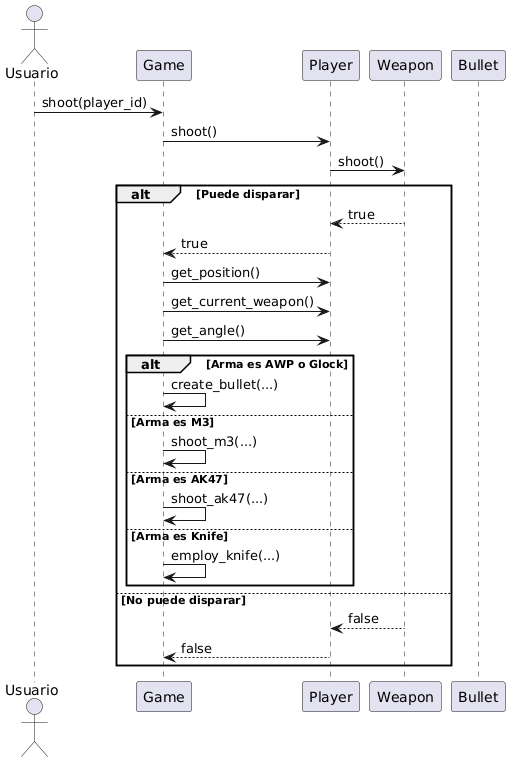 Usuario
Game
Player
Weapon
Bullet
shoot(player_id)
shoot()
shoot()
alt
[Puede disparar]
true
true
get_position()
get_current_weapon()
get_angle()
alt
[Arma es AWP o Glock]
create_bullet(...)
[Arma es M3]
shoot_m3(...)
[Arma es AK47]
shoot_ak47(...)
[Arma es Knife]
employ_knife(...)
[No puede disparar]
false
false
Usuario
Game
Player
Weapon
Bullet